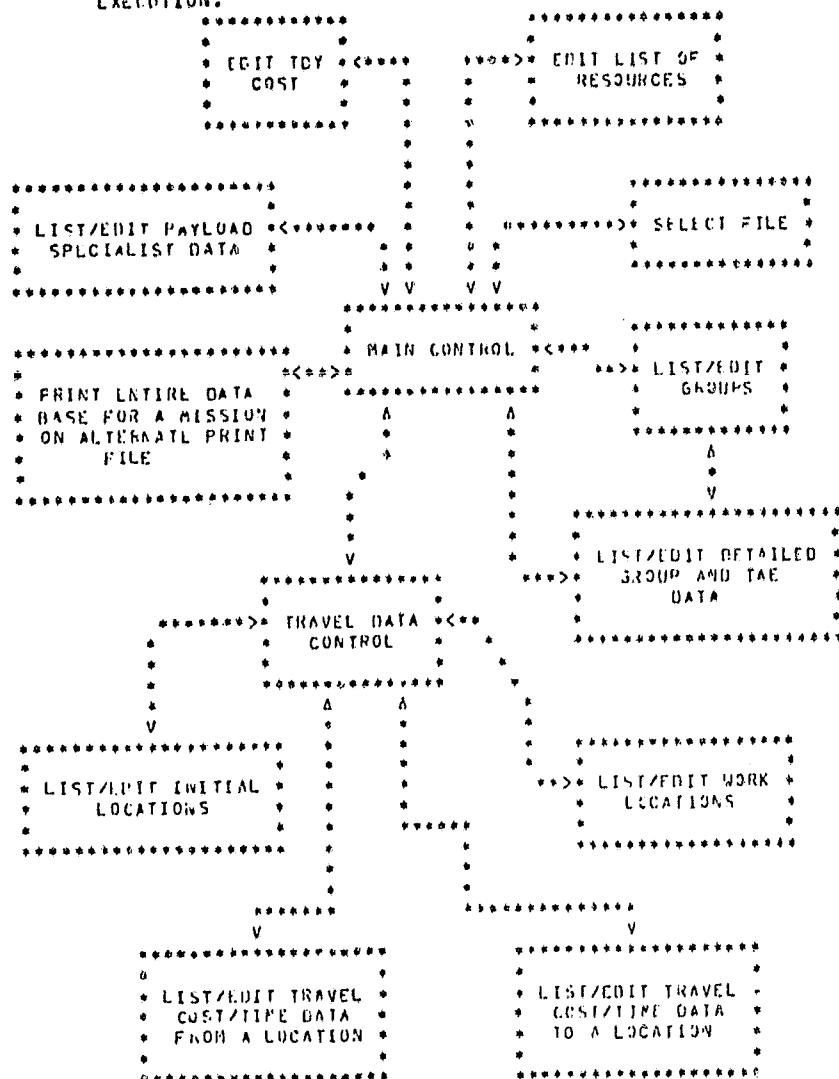 EXECUTION.
EDIT TDY
COST
EDIT LIST OF
RESOURCES
LIST/EDIT PAYLOAD
SPECIALIST DATA
SELECT FILE
MAIN CONTROL
LIST/EDIT
GROUPS
PRINT ENTIRE DATA
BASE FOR A MISSION
ON ALTERNATE PRINT
FILE
LIST/EDIT DETAILED
GROUP AND TAE
DATA
TRAVEL DATA
CONTROL
LIST/EDIT INITIAL
LOCATIONS
LIST/EDIT WORK
LOCATIONS
LIST/EDIT TRAVEL
COST/TIME DATA
FROM A LOCATION
LIST/EDIT TRAVEL
COST/TIME DATA
TO A LOCATION